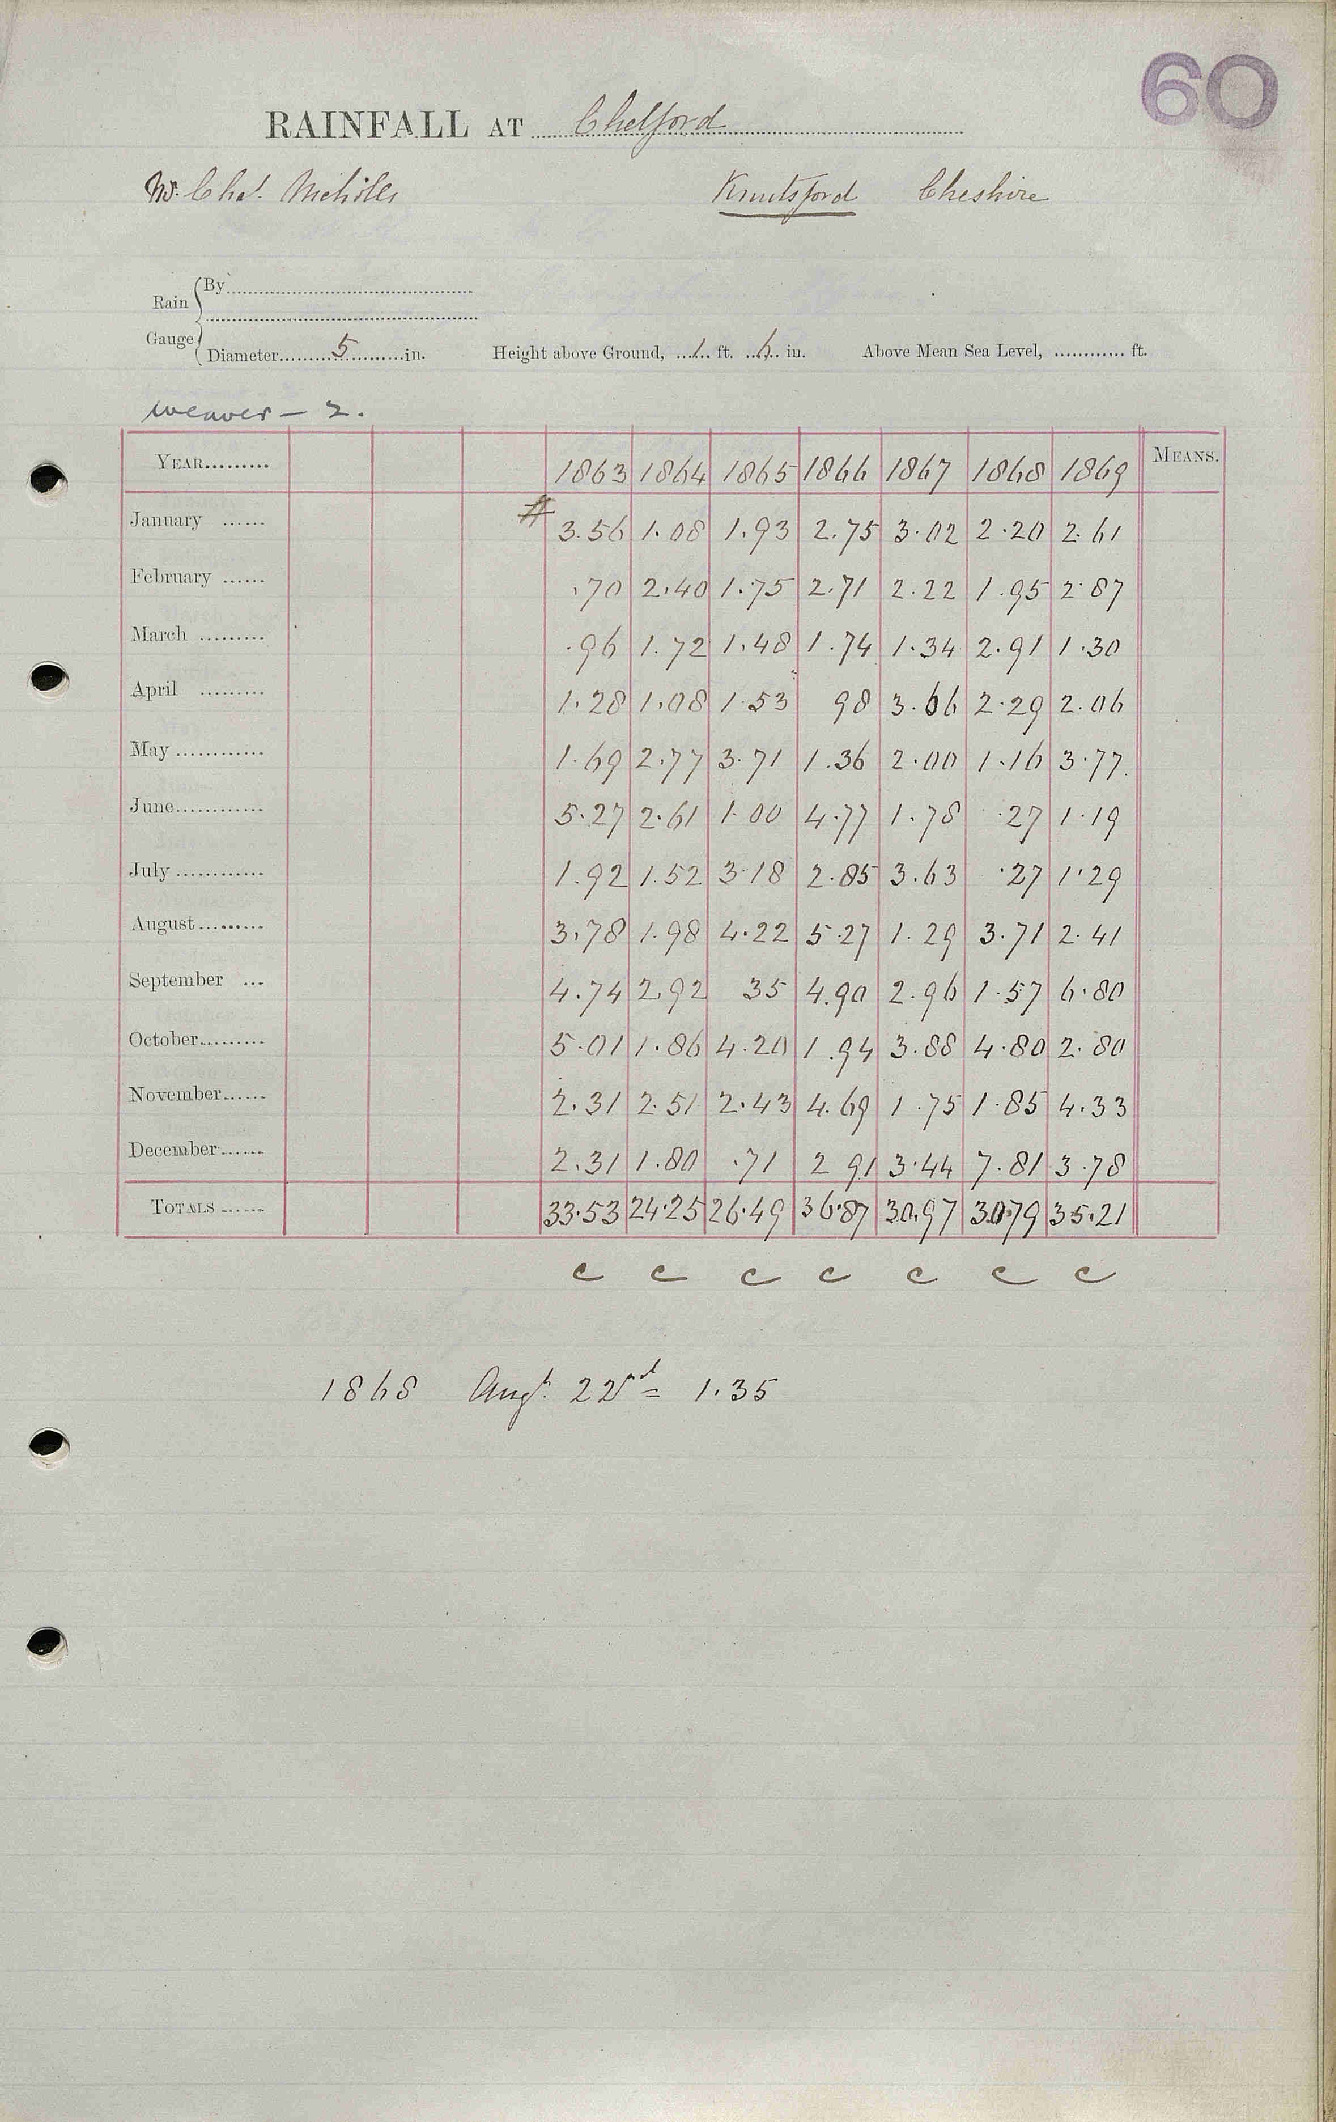 60
RAINFALL AT Chelford
Mr. Chas. Nicholls Knutsford Cheshire
Rain Gauge
By
Diameter 5 in. Height above Ground, 1 ft. 6 in. Above Mean Sea Level, ft.
weaver - 2.
YEAR 1863 1864 1865 1866 1867 1868 1869 MEANS.
#
January 3.56 1.08 1.93 2.75 3.02 2.20 2.61
February .70 2.40 1.75 2.71 2.22 1.95 2.87
March .96 1.72 1.48 1.74 1.34 2.91 1.30
April 1.28 1.08 1.53 98 3.66 2.29 2.06
May 1.69 2.77 3.71 1.36 2.00 1.16 3.77
June 5.27 2.61 1.00 4.77 1.78 .27 1.19
July 1.92 1.52 3.18 2.85 3.63 .27 1.29
August 3.78 1.98 4.22 5.27 1.29 3.71 2.41
September 4.74 2.92 35 4.90 2.96 1.57 6.80
October 5.01 1.86 4.20 1.94 3.88 4.80 2.80
November 2.31 2.51 2.43 4.69 1.75 1.85 4.33
December 2.31 1.80 .71 2 91 3.44 7.81 3.78
TOTALS 33.53 24.25 26.49 36.87 30.97 30.79 35.21
c c c c c c c
1868 Augt. 22nd = 1.35